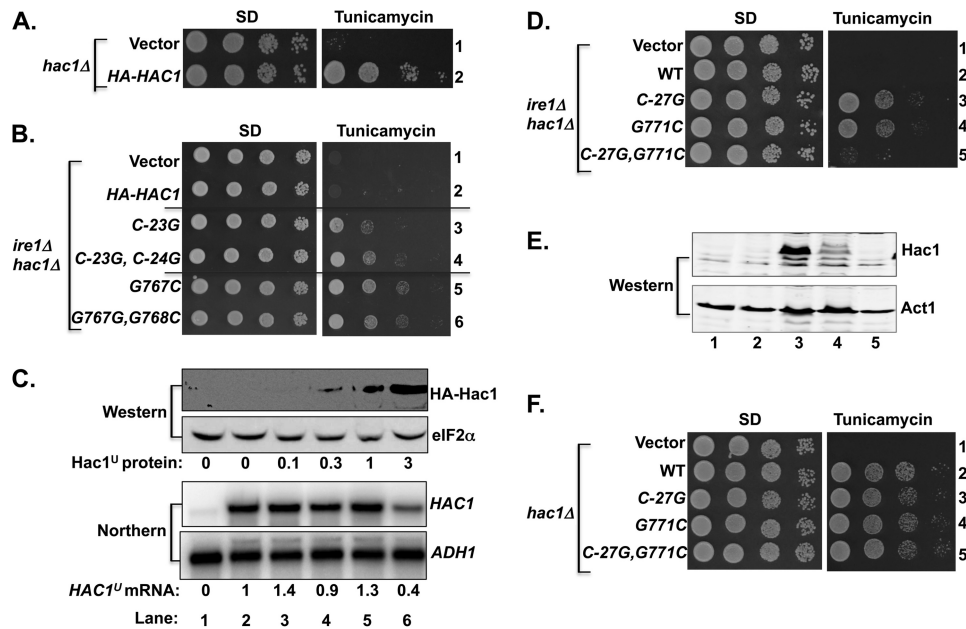 A.
SD Tunicamycin
hac1Δ
Vector 1
HA-HAC1 2
B.
SD Tunicamycin
ire1Δ
hac1Δ
Vector 1
HA-HAC1 2
C-23G 3
C-23G, C-24G 4
G767C 5
G767G,G768C 6
C.
Western
HA-Hac1
eIF2α
Hac1ᵁ protein: 0 0 0.1 0.3 1 3
Northern
HAC1
ADH1
HAC1ᵁ mRNA: 0 1 1.4 0.9 1.3 0.4
Lane: 1 2 3 4 5 6
D.
SD Tunicamycin
ire1Δ
hac1Δ
Vector 1
WT 2
C-27G 3
G771C 4
C-27G,G771C 5
E.
Western
Hac1
Act1
1 2 3 4 5
F.
SD Tunicamycin
hac1Δ
Vector 1
WT 2
C-27G 3
G771C 4
C-27G,G771C 5